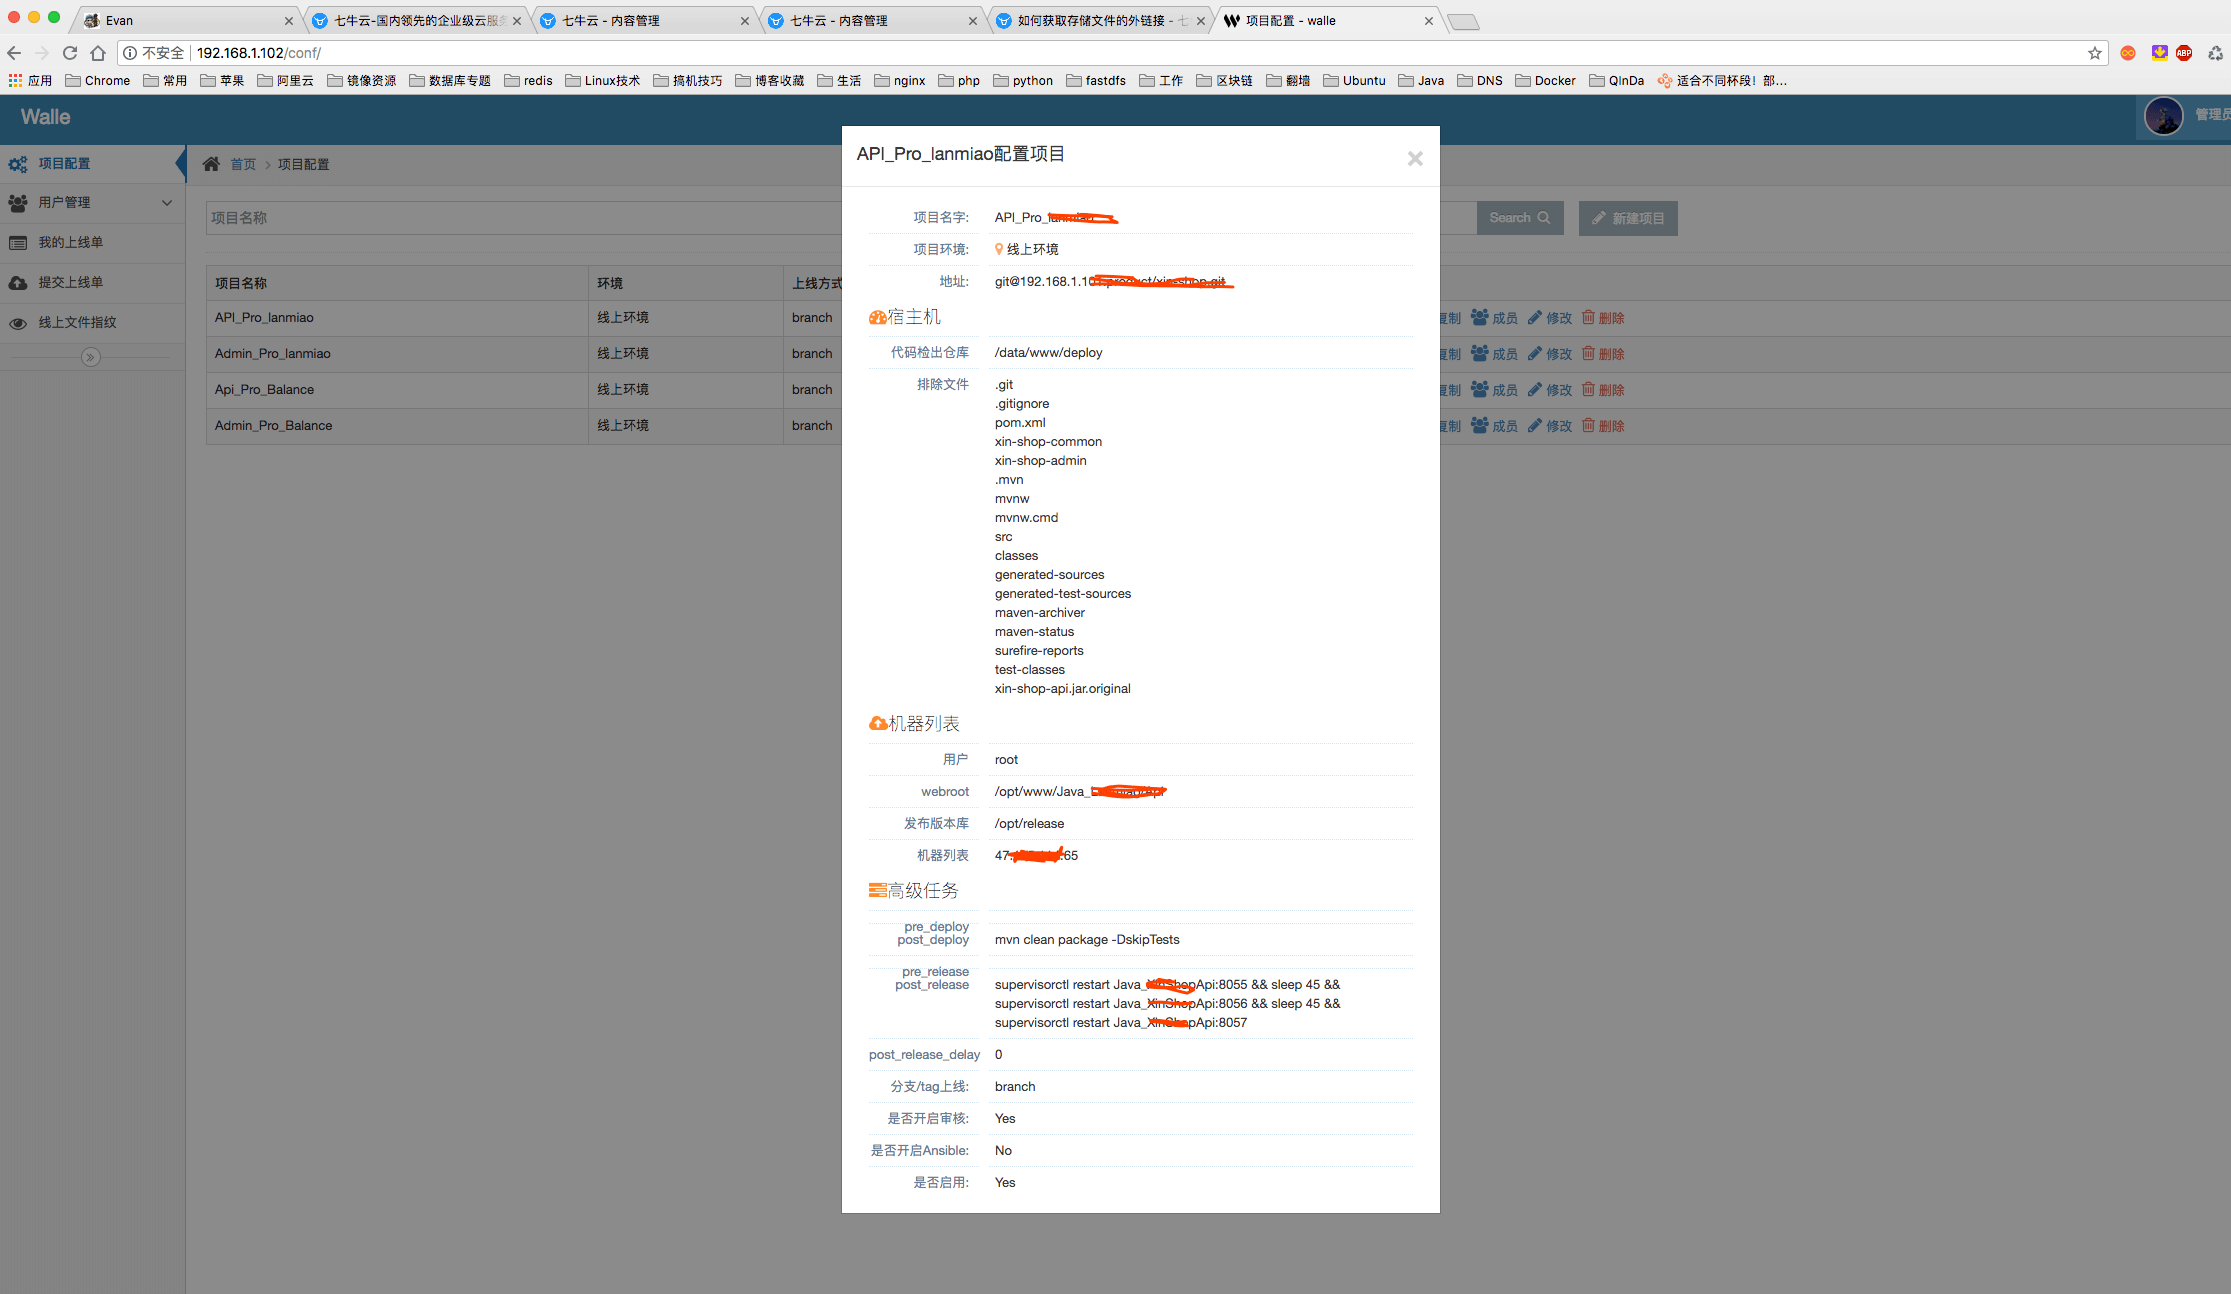 Evan
七牛云-国内领先的企业级云服务
七牛云 - 内容管理
七牛云 - 内容管理
如何获取存储文件的外链接 - 七
项目配置 - walle
不安全 192.168.1.102/conf/
ABP
应用 Chrome 常用 苹果 阿里云 镜像资源 数据库专题 redis Linux技术 搞机技巧 博客收藏 生活 nginx php python fastdfs 工作 区块链 翻墙 Ubuntu Java DNS Docker QInDa 适合不同杯段！部...
Walle
管理员
项目配置
用户管理
我的上线单
提交上线单
线上文件指纹
首页 项目配置
项目名称
Search
新建项目
项目名称 环境 上线方式
API_Pro_lanmiao 线上环境 branch 复制 成员 修改 删除
Admin_Pro_lanmiao 线上环境 branch 复制 成员 修改 删除
Api_Pro_Balance 线上环境 branch 复制 成员 修改 删除
Admin_Pro_Balance 线上环境 branch 复制 成员 修改 删除
API_Pro_lanmiao配置项目
项目名字: API_Pro_lanmiao
项目环境: 线上环境
地址: git@192.168.1.10 product/xin-shop.git
宿主机
代码检出仓库 /data/www/deploy
排除文件 .git
.gitignore
pom.xml
xin-shop-common
xin-shop-admin
.mvn
mvnw
mvnw.cmd
src
classes
generated-sources
generated-test-sources
maven-archiver
maven-status
surefire-reports
test-classes
xin-shop-api.jar.original
机器列表
用户 root
webroot /opt/www/Java_
发布版本库 /opt/release
机器列表 47. .65
高级任务
pre_deploy
post_deploy mvn clean package -DskipTests
pre_release
post_release supervisorctl restart Java_XinShopApi:8055 && sleep 45 &&
supervisorctl restart Java_XinShopApi:8056 && sleep 45 &&
supervisorctl restart Java_XinShopApi:8057
post_release_delay 0
分支/tag上线: branch
是否开启审核: Yes
是否开启Ansible: No
是否启用: Yes